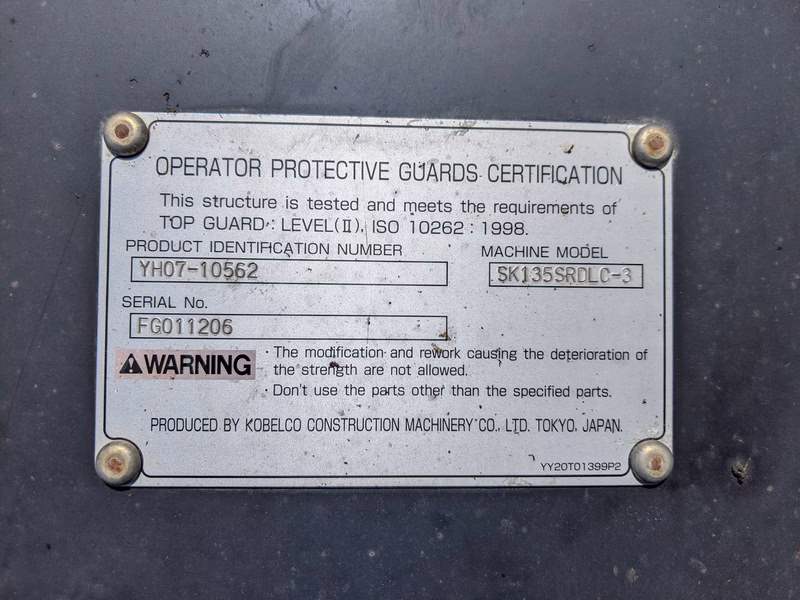 OPERATOR PROTECTIVE GUARDS CERTIFICATION
This structure is tested and meets the requirements of
TOP GUARD : LEVEL(Ⅱ), ISO 10262 : 1998.
PRODUCT IDENTIFICATION NUMBER
YH07-10562
MACHINE MODEL
SK135SRDLC-3
SERIAL No.
FG011206
⚠WARNING
・The modification and rework causing the deterioration of
the strength are not allowed.
・Don't use the parts other than the specified parts.
PRODUCED BY KOBELCO CONSTRUCTION MACHINERY CO., LTD. TOKYO, JAPAN.
YY20T01399P2